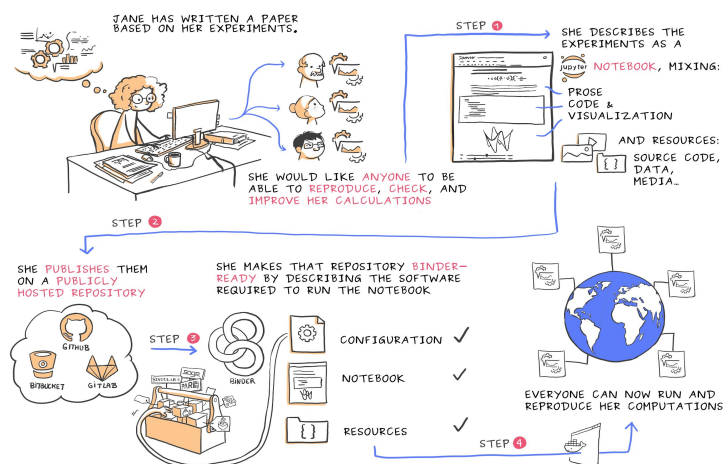 JANE HAS WRITTEN A PAPER
BASED ON HER EXPERIMENTS.
SHE WOULD LIKE ANYONE TO BE
ABLE TO REPRODUCE, CHECK, AND
IMPROVE HER CALCULATIONS
STEP 1
SHE DESCRIBES THE
EXPERIMENTS AS A
jupyter NOTEBOOK, MIXING:
PROSE
CODE &
VISUALIZATION
AND RESOURCES:
SOURCE CODE,
DATA,
MEDIA...
STEP 2
SHE PUBLISHES THEM
ON A PUBLICLY
HOSTED REPOSITORY
GITHUB
BITBUCKET
GITLAB
STEP 3
SHE MAKES THAT REPOSITORY BINDER-
READY BY DESCRIBING THE SOFTWARE
REQUIRED TO RUN THE NOTEBOOK
BINDER
SINGULAR
SAGE
PARI
CONFIGURATION
NOTEBOOK
RESOURCES
STEP 4
EVERYONE CAN NOW RUN AND
REPRODUCE HER COMPUTATIONS